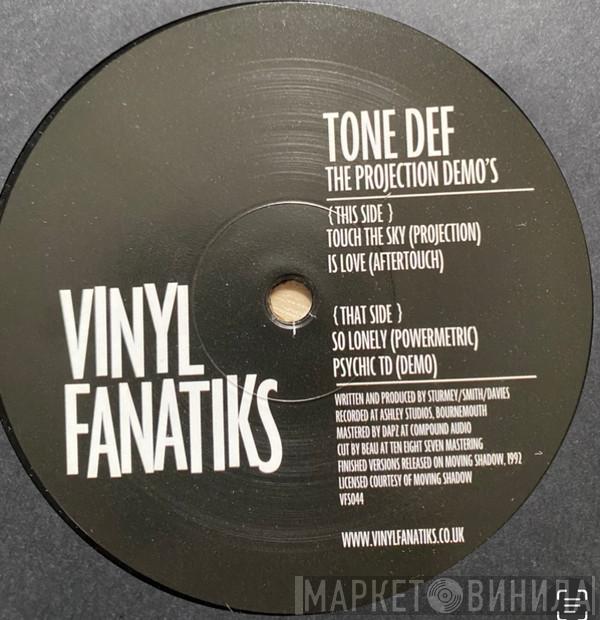 TONE DEF
THE PROJECTION DEMO'S
{ THIS SIDE }
TOUCH THE SKY (PROJECTION)
IS LOVE (AFTERTOUCH)
{ THAT SIDE }
SO LONELY (POWERMETRIC)
PSYCHIC TD (DEMO)
VINYL
FANATIKS
WRITTEN AND PRODUCED BY STURMEY/SMITH/DAVIES
RECORDED AT ASHLEY STUDIOS, BOURNEMOUTH
MASTERED BY DAPZ AT COMPOUND AUDIO
CUT BY BEAU AT TEN EIGHT SEVEN MASTERING
FINISHED VERSIONS RELEASED ON MOVING SHADOW, 1992
LICENSED COURTESY OF MOVING SHADOW
VFS044
WWW.VINYLFANATIKS.CO.UK
МАРКЕТ ВИНИЛА